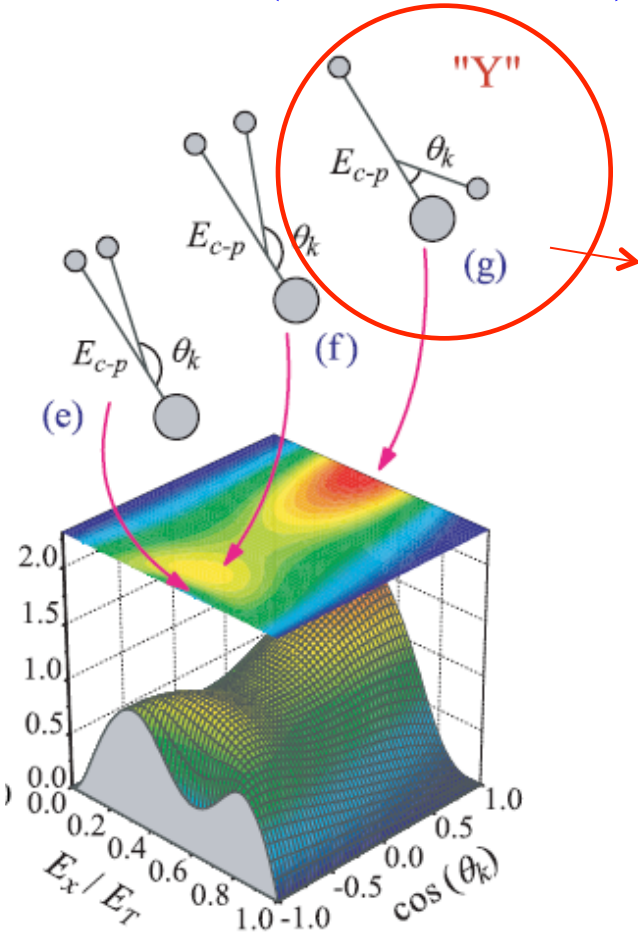 "Y"
E_{c-p} θ_k
(g)
E_{c-p} θ_k
(f)
E_{c-p} θ_k
(e)
2.0
1.5
1.0
0.5
0.0
0.0 0.2 0.4 0.6 0.8 1.0
E_x / E_T
-1.0 -0.5 0.0 0.5 1.0
cos (θ_k)